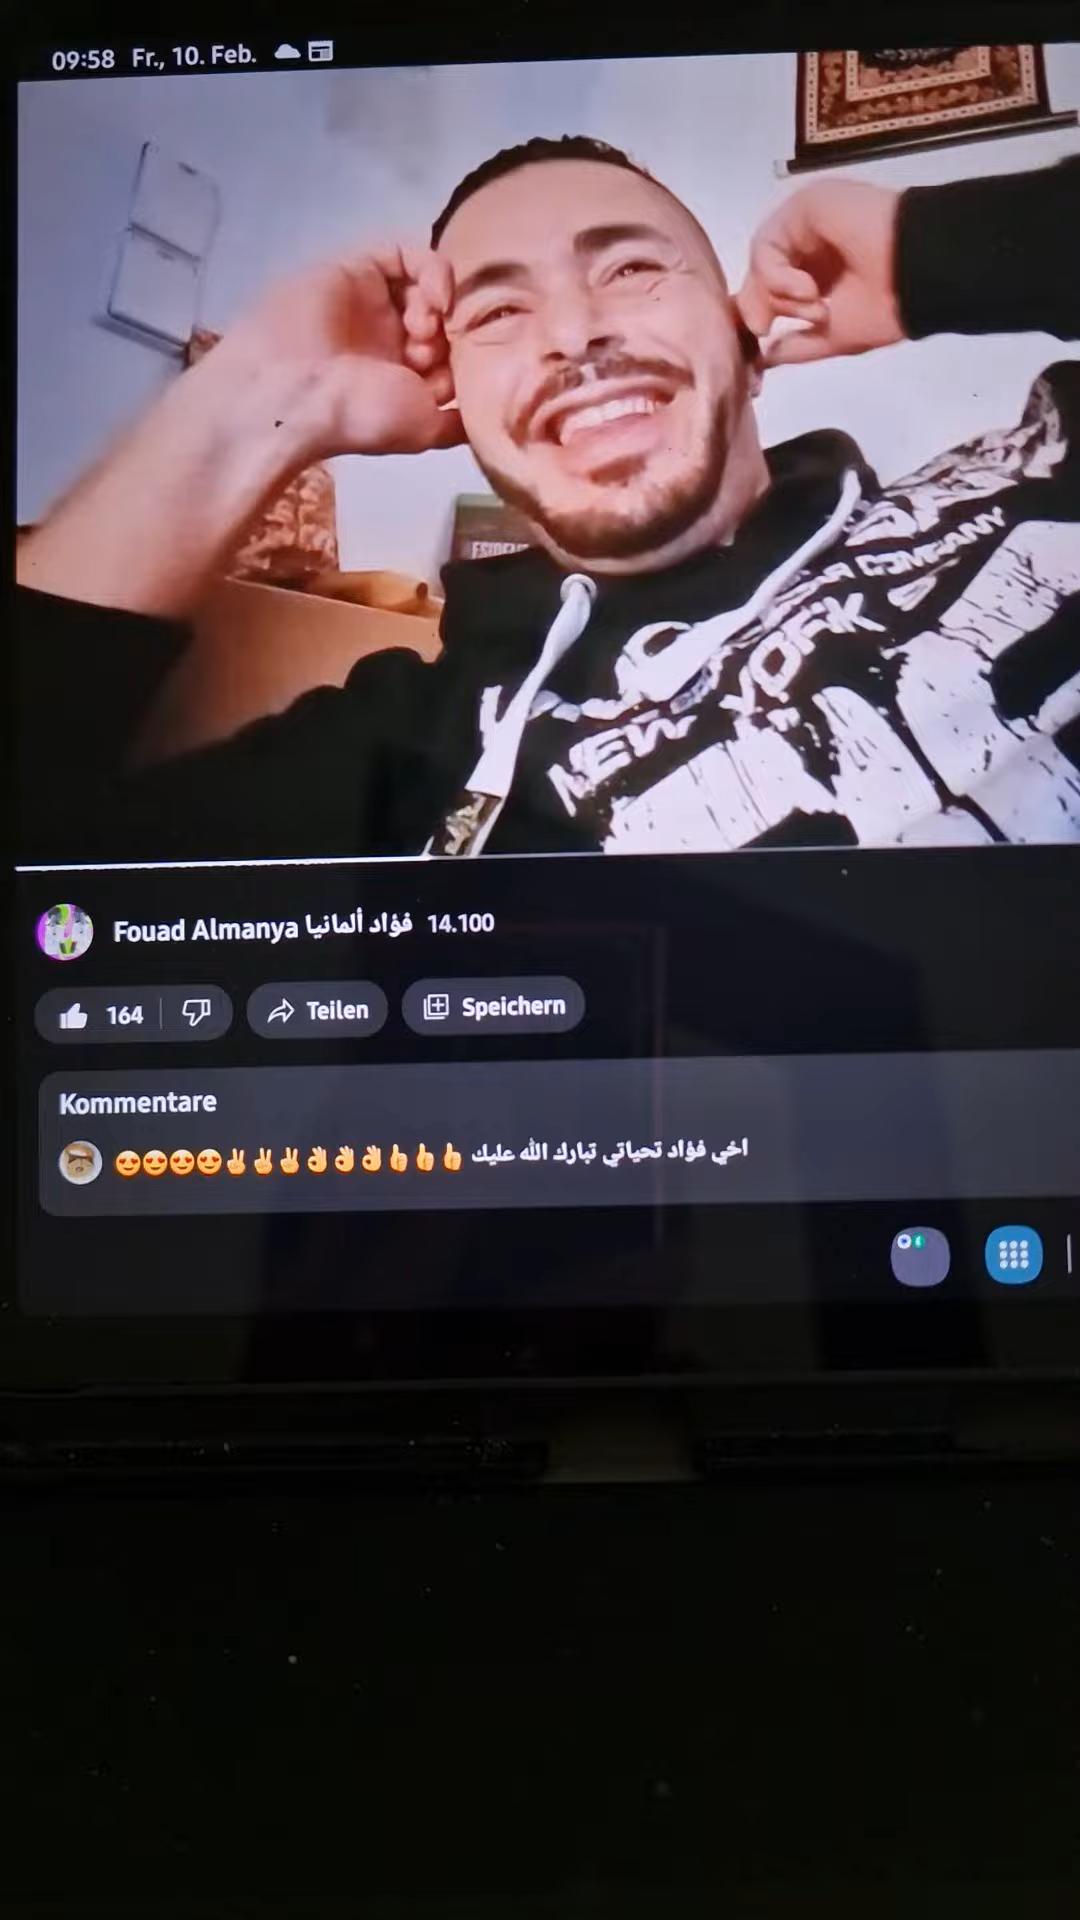 09:58 Fr., 10. Feb.
COMPANY
NEW YORK
Fouad Almanya فؤاد ألمانيا 14.100
164 Teilen Speichern
Kommentare
😍😍😍😍✌✌✌👌👌👌👍👍👍 اخي فؤاد تحياتي تبارك الله عليك